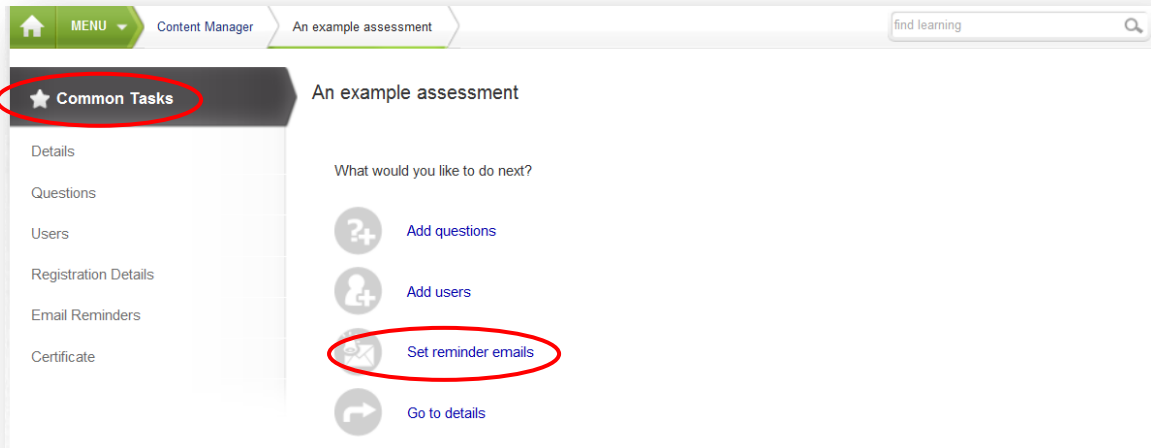 MENU Content Manager An example assessment find learning
Common Tasks
Details
Questions
Users
Registration Details
Email Reminders
Certificate
An example assessment
What would you like to do next?
Add questions
Add users
Set reminder emails
Go to details